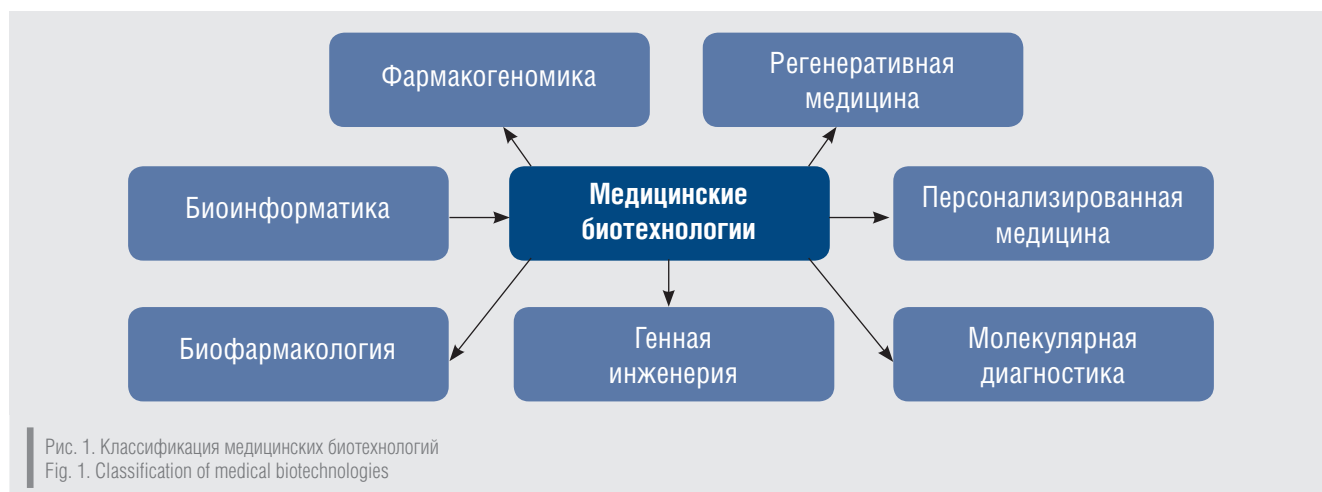 Фармакогеномика
Регенеративная
медицина
Биоинформатика
Медицинские
биотехнологии
Персонализированная
медицина
Биофармакология
Генная
инженерия
Молекулярная
диагностика
Рис. 1. Классификация медицинских биотехнологий
Fig. 1. Classification of medical biotechnologies